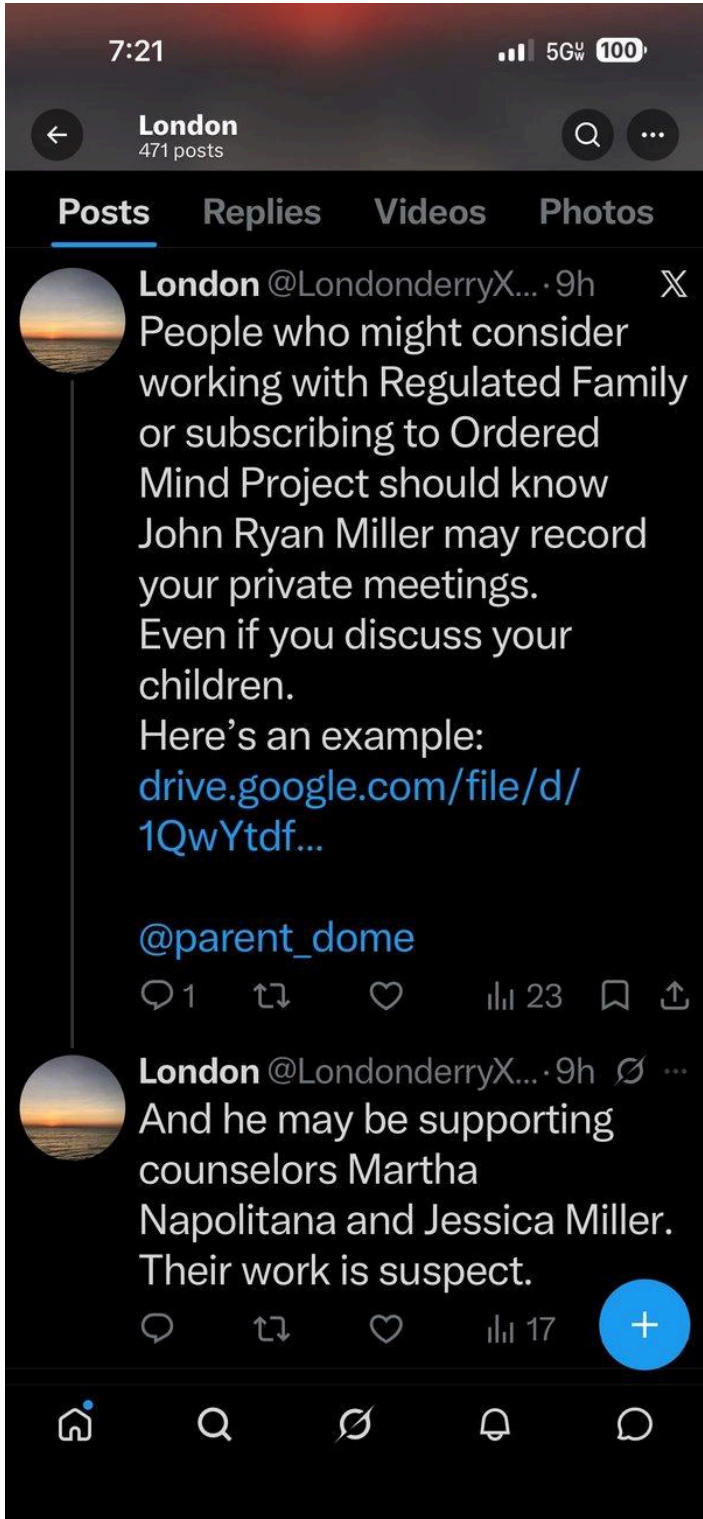 7:21
5GUW 100
London
471 posts
Posts Replies Videos Photos
London @LondonderryX... · 9h
People who might consider
working with Regulated Family
or subscribing to Ordered
Mind Project should know
John Ryan Miller may record
your private meetings.
Even if you discuss your
children.
Here’s an example:
drive.google.com/file/d/
1QwYtdf...
@parent_dome
1 23
London @LondonderryX... · 9h
And he may be supporting
counselors Martha
Napolitana and Jessica Miller.
Their work is suspect.
17